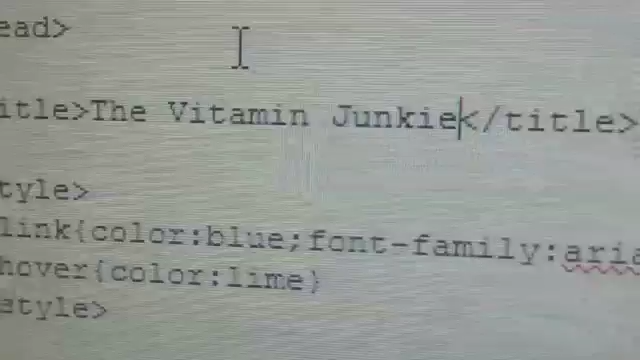 ead>
itle>The Vitamin Junkie</title>
tyle>
link{color:blue;font-family:aria
hover{color:lime}
style>